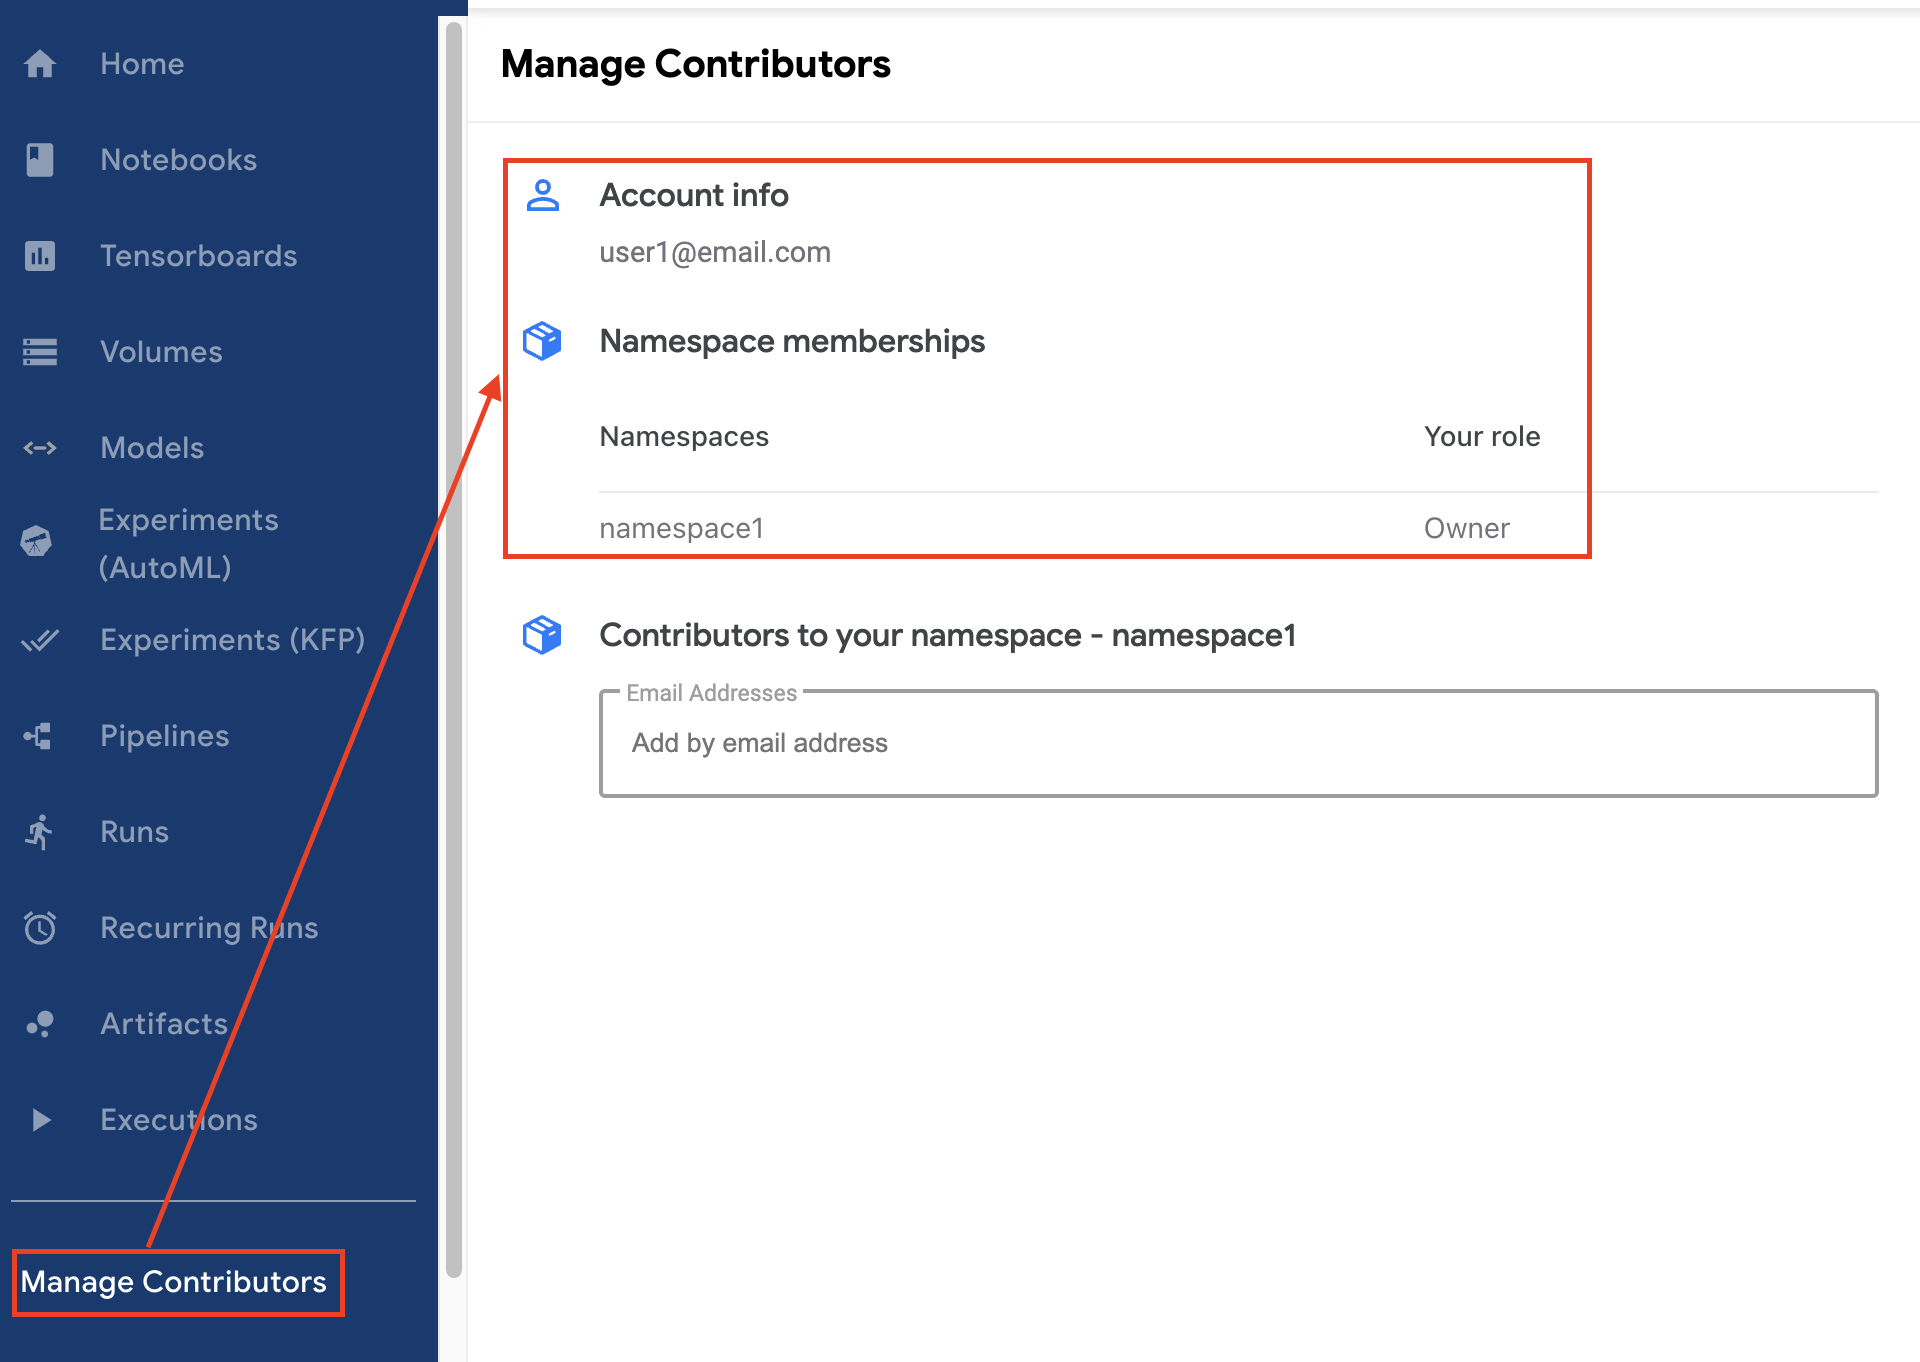 Home
Notebooks
Tensorboards
Volumes
Models
Experiments
(AutoML)
Experiments (KFP)
Pipelines
Runs
Recurring Runs
Artifacts
Executions
Manage Contributors
Manage Contributors
Account info
user1@email.com
Namespace memberships
Namespaces Your role
namespace1 Owner
Contributors to your namespace - namespace1
Email Addresses
Add by email address